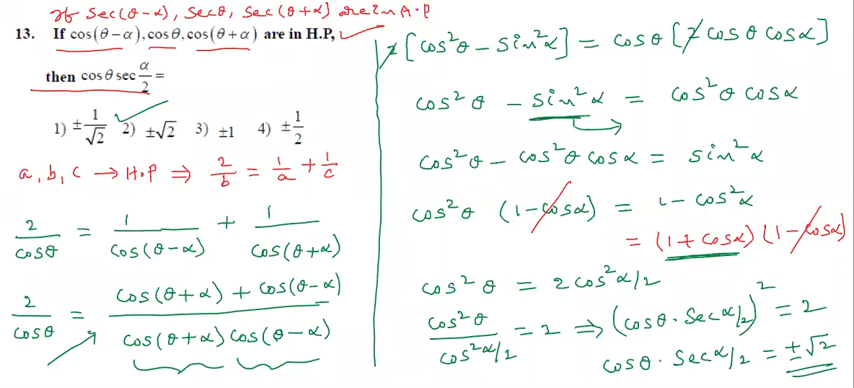 If sec(θ-α), secθ, sec(θ+α) are in A.P
13. If cos(θ-α), cosθ, cos(θ+α) are in H.P,
then cosθ sec α/2 =
1) ± 1/√2 2) ±√2 3) ±1 4) ± 1/2
a, b, c → H.P ⇒ 2/b = 1/a + 1/c
2/cosθ = 1/cos(θ-α) + 1/cos(θ+α)
2/cosθ = cos(θ+α) + cos(θ-α) / cos(θ+α) cos(θ-α)
2[cos²θ - sin²α] = cosθ [2 cosθ cosα]
cos²θ - sin²α = cos²θ cosα
cos²θ - cos²θ cosα = sin²α
cos²θ (1-cosα) = 1 - cos²α
= (1+cosα)(1-cosα)
cos²θ = 2cos²α/2
cos²θ / cos²α/2 = 2 ⇒ (cosθ · sec α/2)² = 2
cosθ · sec α/2 = ±√2